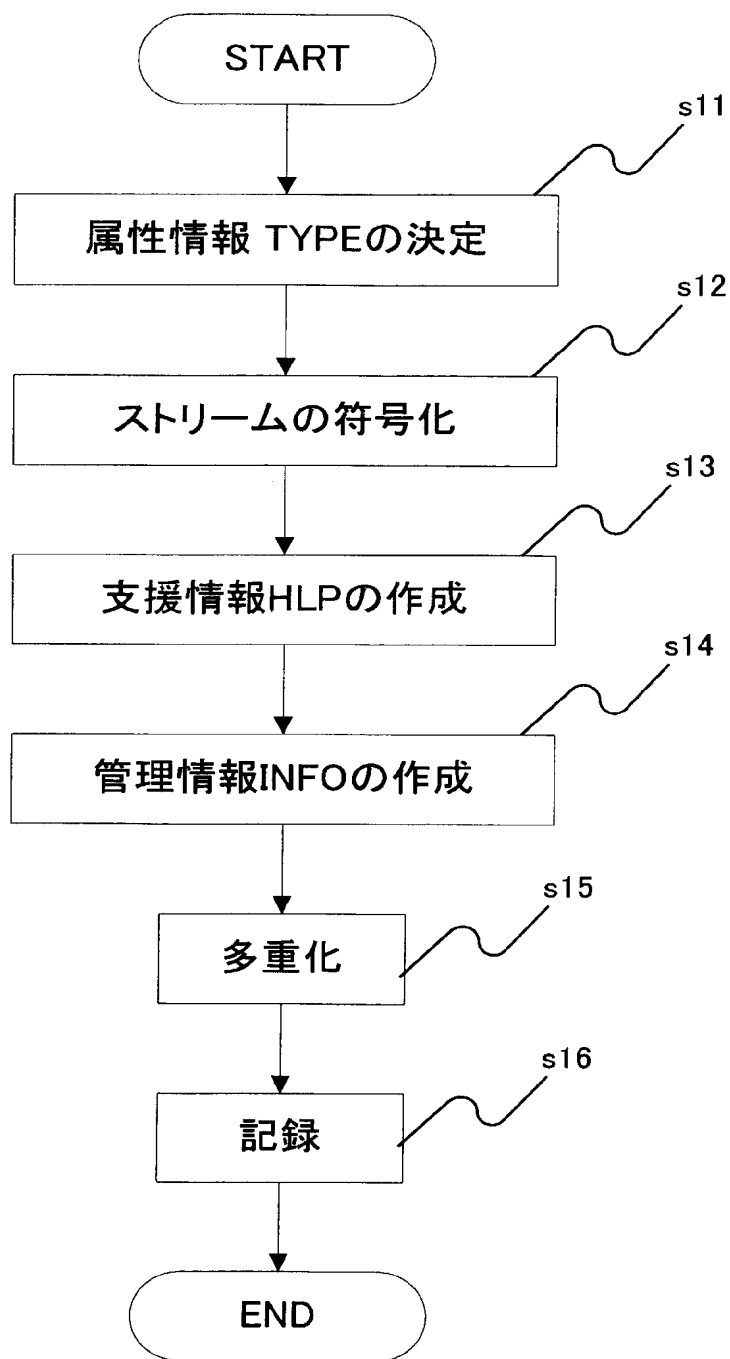 START
s11
属性情報 TYPEの決定
s12
ストリームの符号化
s13
支援情報HLPの作成
s14
管理情報INFOの作成
s15
多重化
s16
記録
END